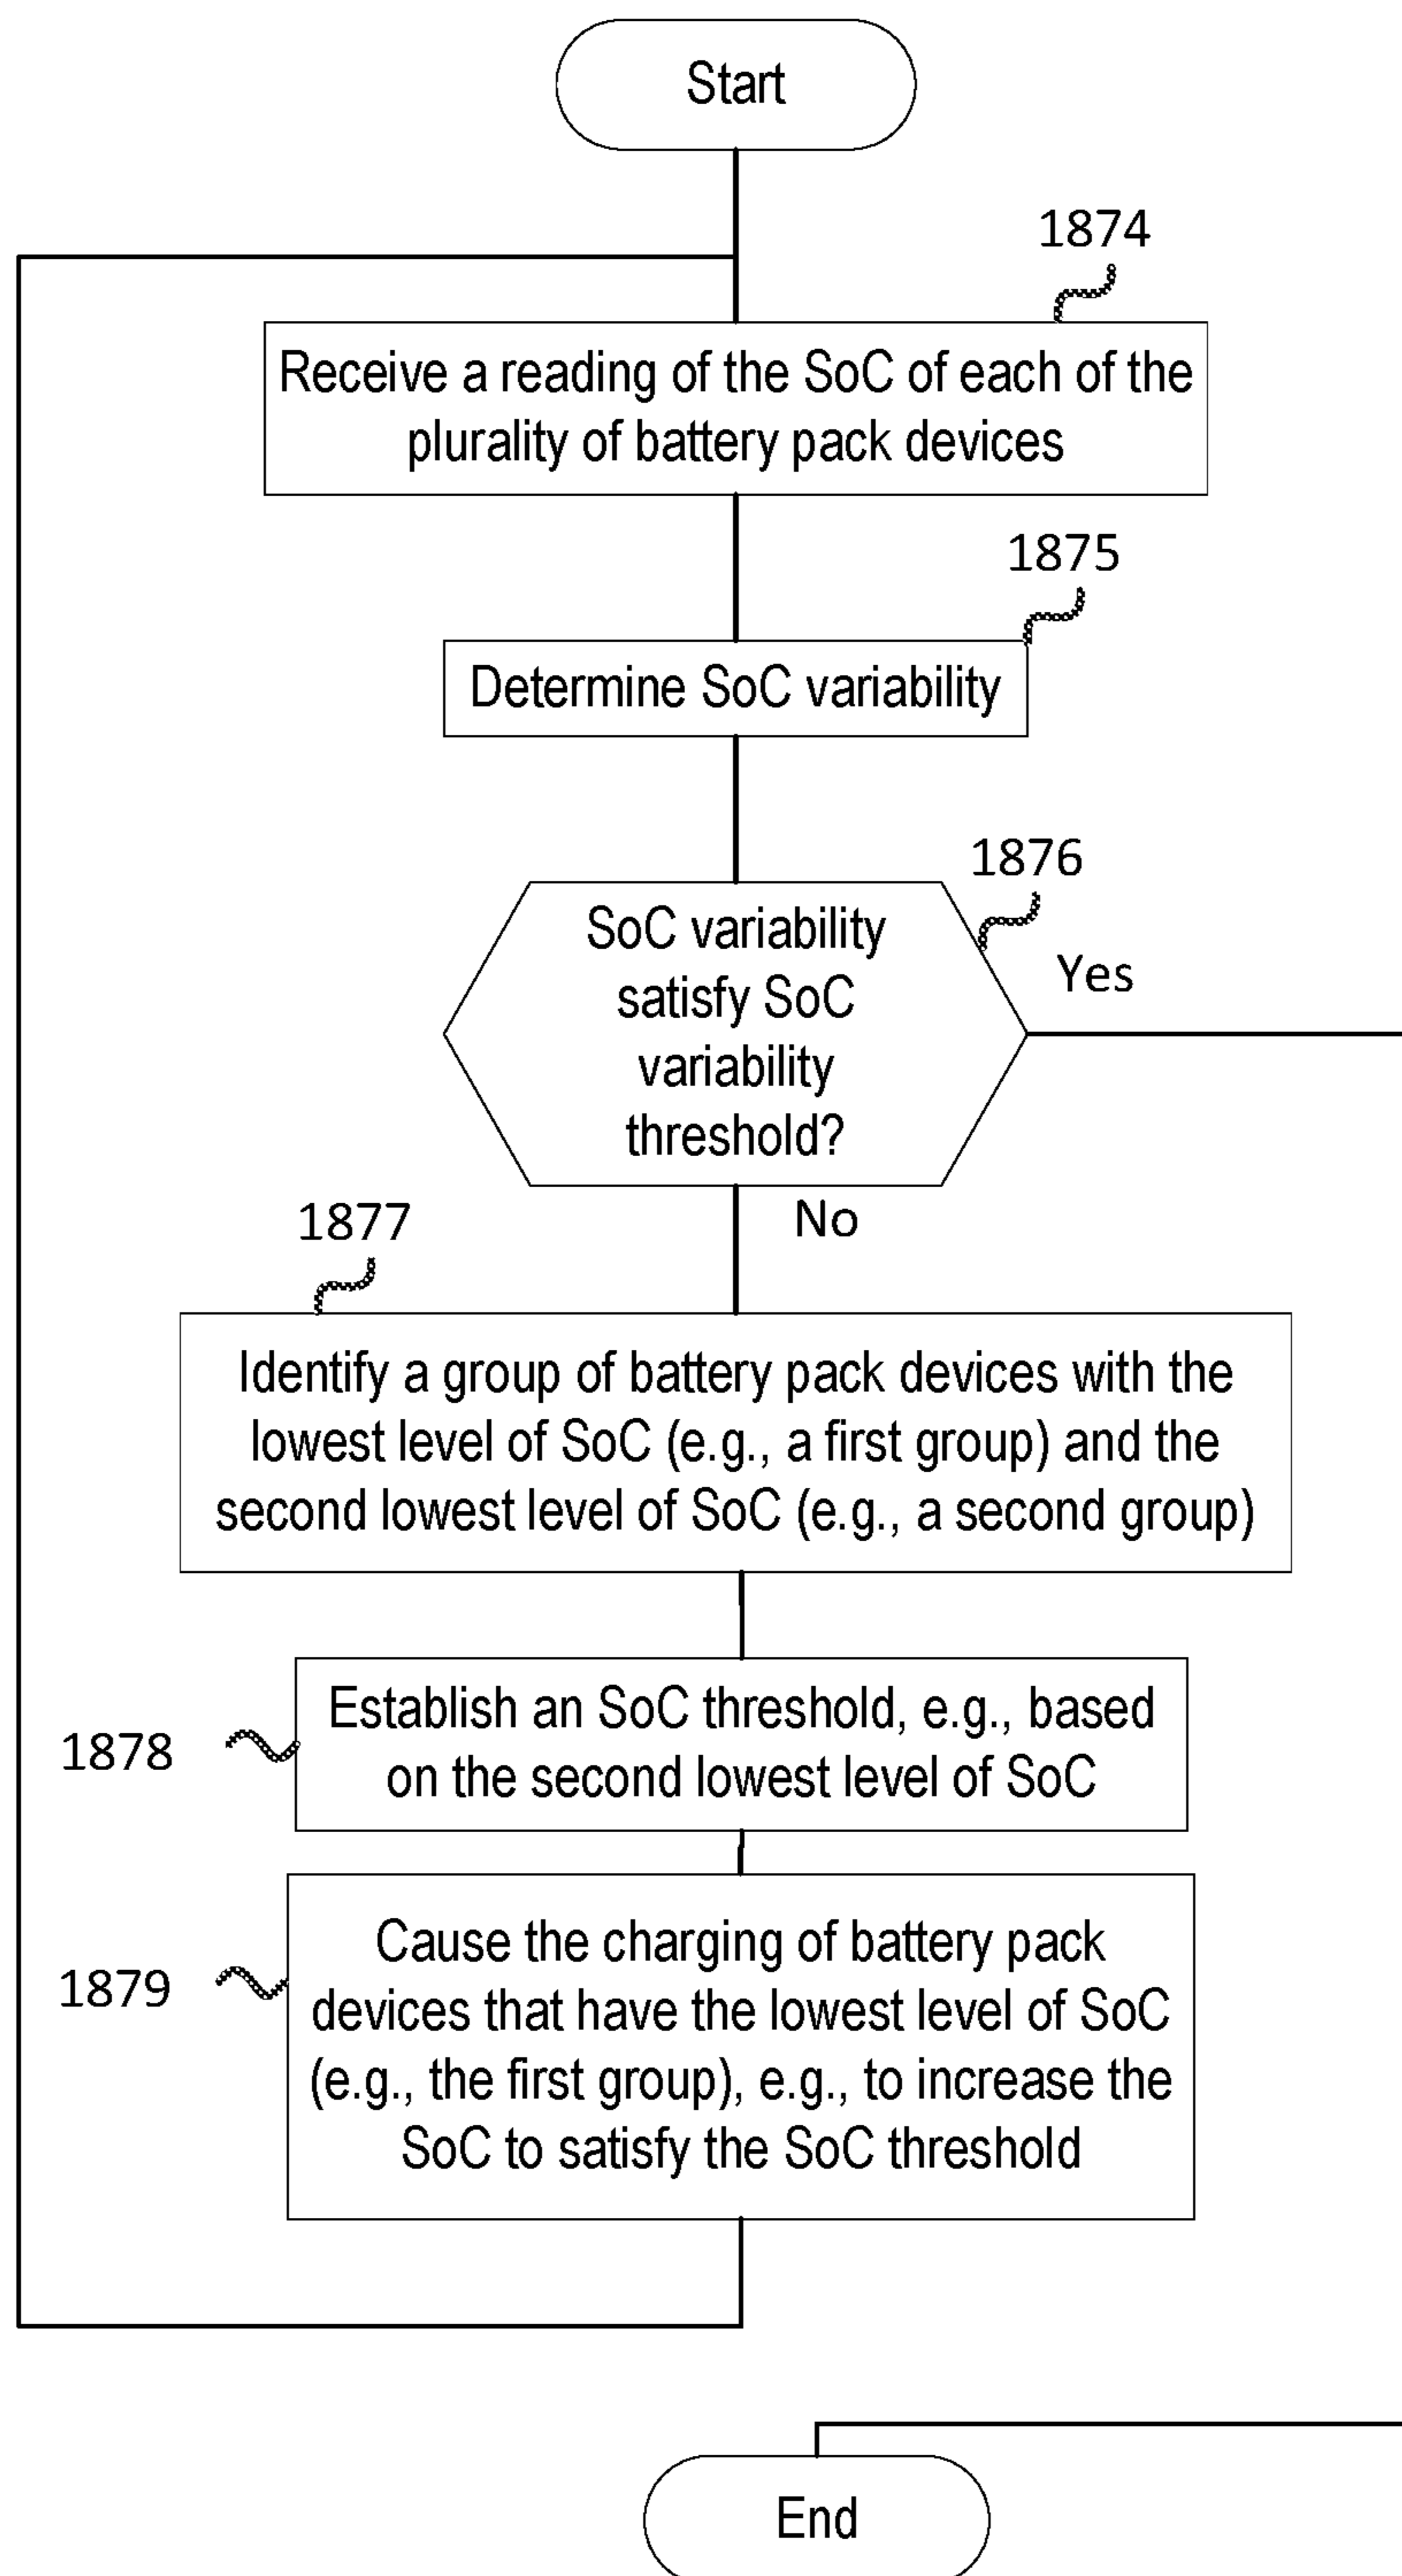 Start
1874
Receive a reading of the SoC of each of the
plurality of battery pack devices
1875
Determine SoC variability
1876
SoC variability
satisfy SoC
variability
threshold?
Yes
No
1877
Identify a group of battery pack devices with the
lowest level of SoC (e.g., a first group) and the
second lowest level of SoC (e.g., a second group)
1878
Establish an SoC threshold, e.g., based
on the second lowest level of SoC
1879
Cause the charging of battery pack
devices that have the lowest level of SoC
(e.g., the first group), e.g., to increase the
SoC to satisfy the SoC threshold
End